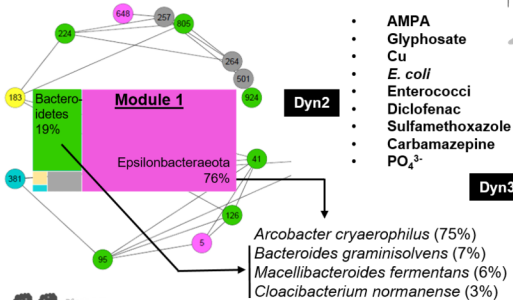 648
257
805
224
264
501
183
924
Bactero-
idetes
19%
Module 1
Epsilonbacteraeota
76%
381
41
126
5
95
Dyn2
• AMPA
• Glyphosate
• Cu
• E. coli
• Enterococci
• Diclofenac
• Sulfamethoxazole
• Carbamazepine
• PO₄³⁻
Dyn3
Arcobacter cryaerophilus (75%)
Bacteroides graminisolvens (7%)
Macellibacteroides fermentans (6%)
Cloacibacterium normanense (3%)